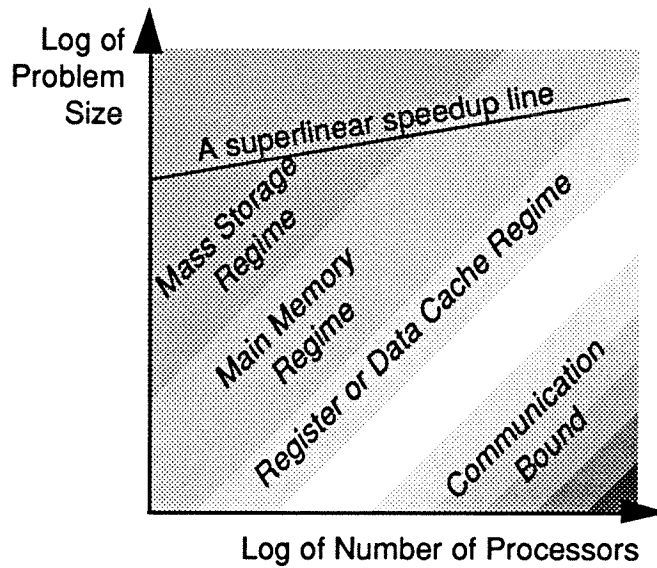 Log of
Problem
Size
A superlinear speedup line
Mass Storage
Regime
Main Memory
Regime
Register or Data Cache Regime
Communication
Bound
Log of Number of Processors